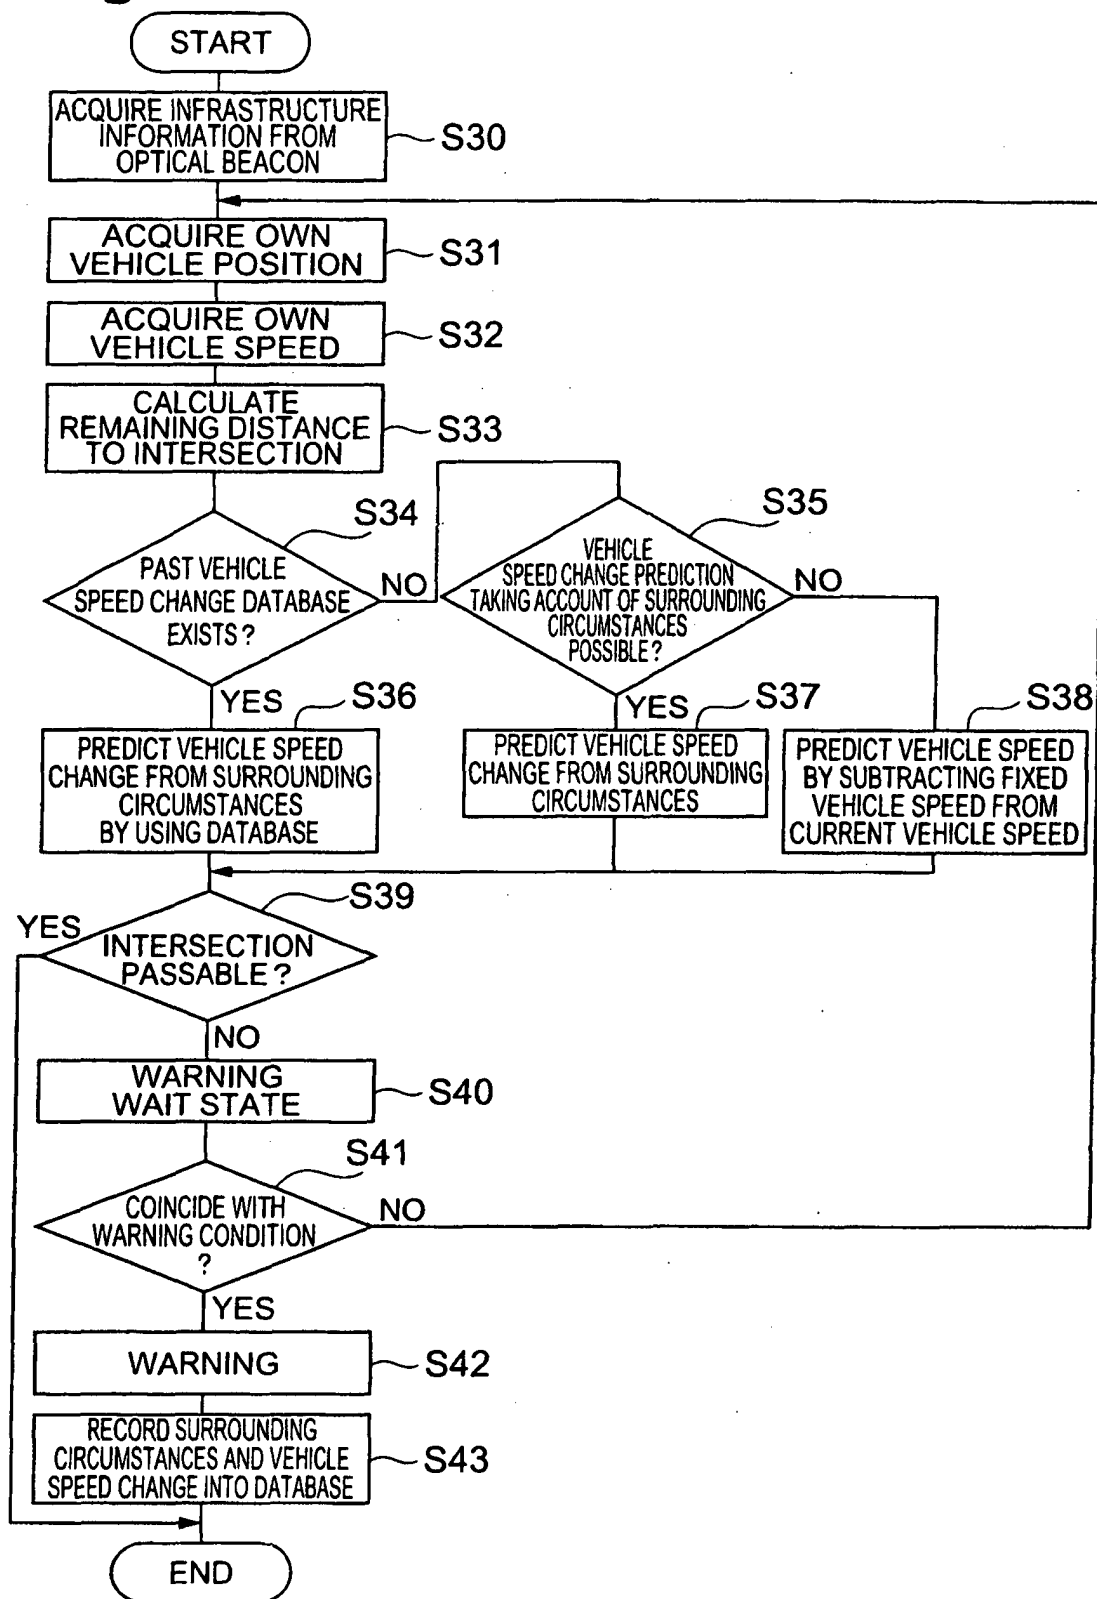 START
ACQUIRE INFRASTRUCTURE
INFORMATION FROM
OPTICAL BEACON
S30
ACQUIRE OWN
VEHICLE POSITION
S31
ACQUIRE OWN
VEHICLE SPEED
S32
CALCULATE
REMAINING DISTANCE
TO INTERSECTION
S33
S34
PAST VEHICLE
SPEED CHANGE DATABASE
EXISTS?
NO
YES
S35
VEHICLE
SPEED CHANGE PREDICTION
TAKING ACCOUNT OF SURROUNDING
CIRCUMSTANCES
POSSIBLE?
NO
YES
S36
PREDICT VEHICLE SPEED
CHANGE FROM SURROUNDING
CIRCUMSTANCES
BY USING DATABASE
S37
PREDICT VEHICLE SPEED
CHANGE FROM SURROUNDING
CIRCUMSTANCES
S38
PREDICT VEHICLE SPEED
BY SUBTRACTING FIXED
VEHICLE SPEED FROM
CURRENT VEHICLE SPEED
S39
YES
INTERSECTION
PASSABLE?
NO
WARNING
WAIT STATE
S40
S41
COINCIDE WITH
WARNING CONDITION
?
NO
YES
WARNING
S42
RECORD SURROUNDING
CIRCUMSTANCES AND VEHICLE
SPEED CHANGE INTO DATABASE
S43
END